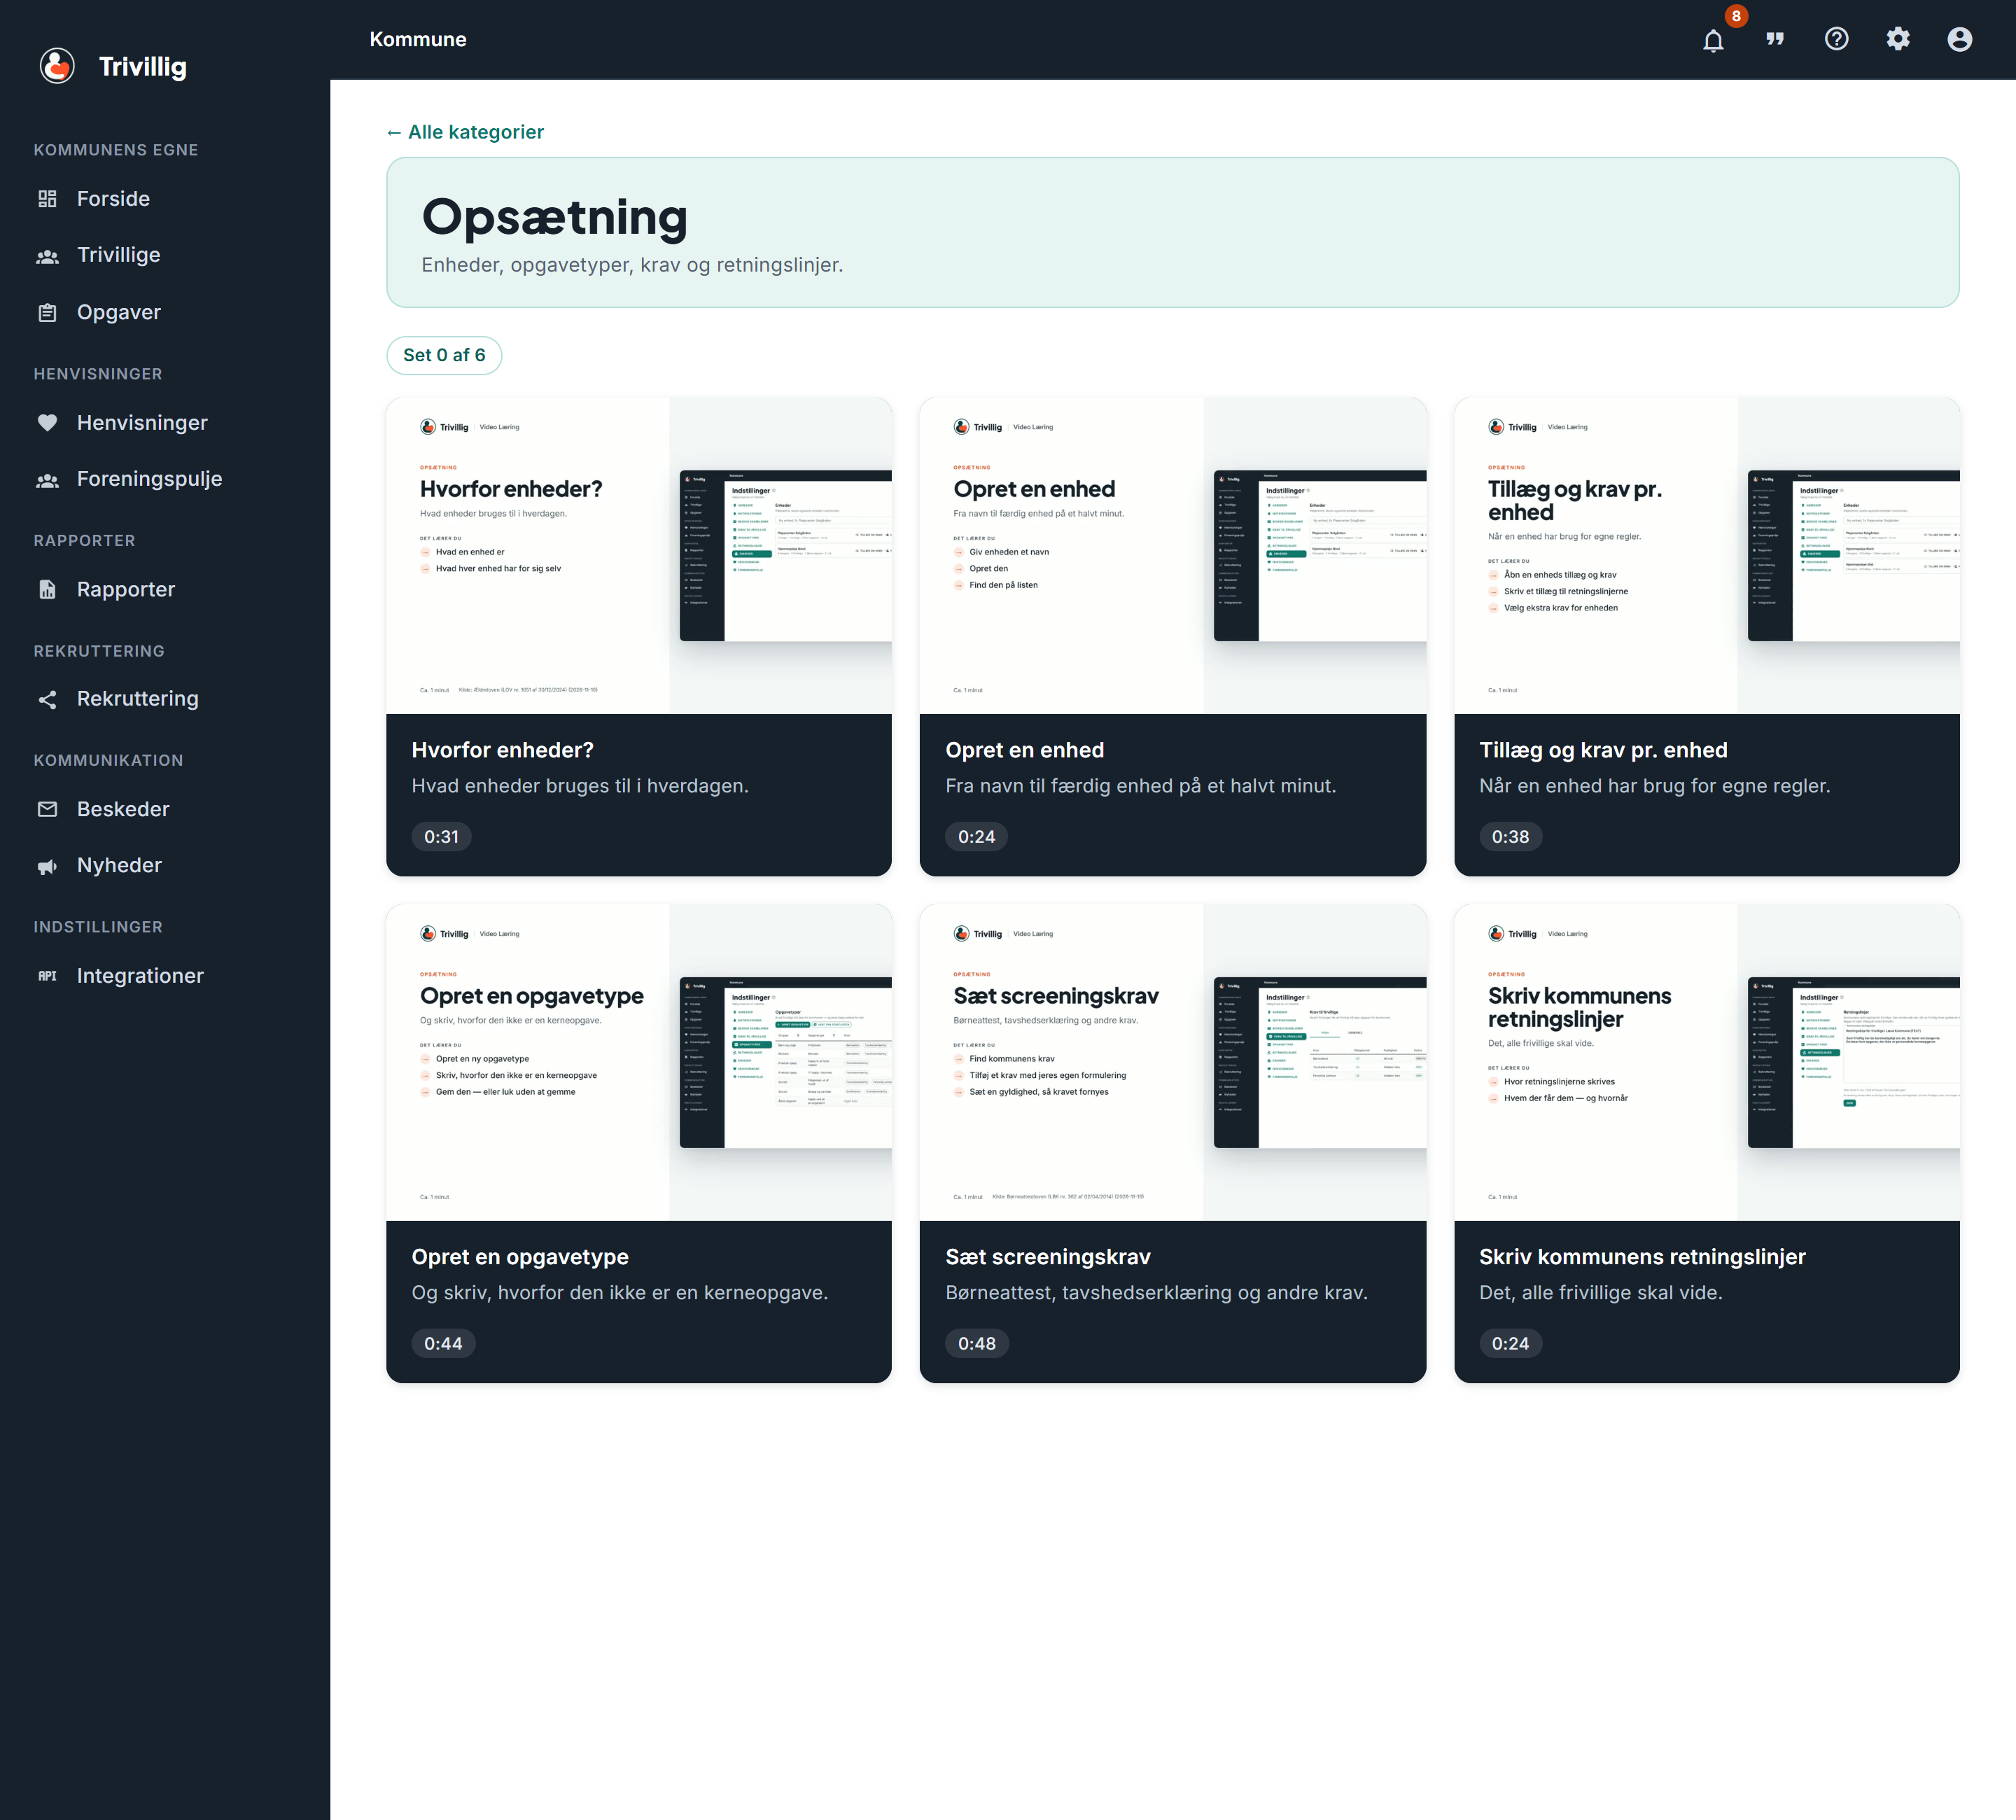 Trivillig
KOMMUNENS EGNE
Forside
Trivillige
Opgaver
HENVISNINGER
Henvisninger
Foreningspulje
RAPPORTER
Rapporter
REKRUTTERING
Rekruttering
KOMMUNIKATION
Beskeder
Nyheder
INDSTILLINGER
API Integrationer
Kommune
8
← Alle kategorier
Opsætning
Enheder, opgavetyper, krav og retningslinjer.
Set 0 af 6
Trivillig Video Læring
OPSÆTNING
Hvorfor enheder?
Hvad enheder bruges til i hverdagen.
DET LÆRER DU
Hvad en enhed er
Hvad hver enhed har for sig selv
Ca. 1 minut
Indstillinger
Enheder
Hvorfor enheder?
Hvad enheder bruges til i hverdagen.
0:31
Trivillig Video Læring
OPSÆTNING
Opret en enhed
Fra navn til færdig enhed på et halvt minut.
DET LÆRER DU
Giv enheden et navn
Opret den
Find den på listen
Ca. 1 minut
Indstillinger
Enheder
Opret en enhed
Fra navn til færdig enhed på et halvt minut.
0:24
Trivillig Video Læring
OPSÆTNING
Tillæg og krav pr.
enhed
Når en enhed har brug for egne regler.
DET LÆRER DU
Åbn en enheds tillæg og krav
Skriv et tillæg til retningslinjerne
Vælg ekstra krav for enheden
Ca. 1 minut
Indstillinger
Enheder
Tillæg og krav pr. enhed
Når en enhed har brug for egne regler.
0:38
Trivillig Video Læring
OPSÆTNING
Opret en opgavetype
Og skriv, hvorfor den ikke er en kerneopgave.
DET LÆRER DU
Opret en ny opgavetype
Skriv, hvorfor den ikke er en kerneopgave
Gem den — eller luk uden at gemme
Ca. 1 minut
Indstillinger
Opgavetyper
Opret en opgavetype
Og skriv, hvorfor den ikke er en kerneopgave.
0:44
Trivillig Video Læring
OPSÆTNING
Sæt screeningskrav
Børneattest, tavshedserklæring og andre krav.
DET LÆRER DU
Find kommunens krav
Tilføj et krav med jeres egen formulering
Sæt en gyldighed, så kravet fornyes
Ca. 1 minut
Indstillinger
Sæt screeningskrav
Børneattest, tavshedserklæring og andre krav.
0:48
Trivillig Video Læring
OPSÆTNING
Skriv kommunens
retningslinjer
Det, alle frivillige skal vide.
DET LÆRER DU
Hvor retningslinjerne skrives
Hvem der får dem — og hvornår
Ca. 1 minut
Indstillinger
Retningslinjer
Skriv kommunens retningslinjer
Det, alle frivillige skal vide.
0:24